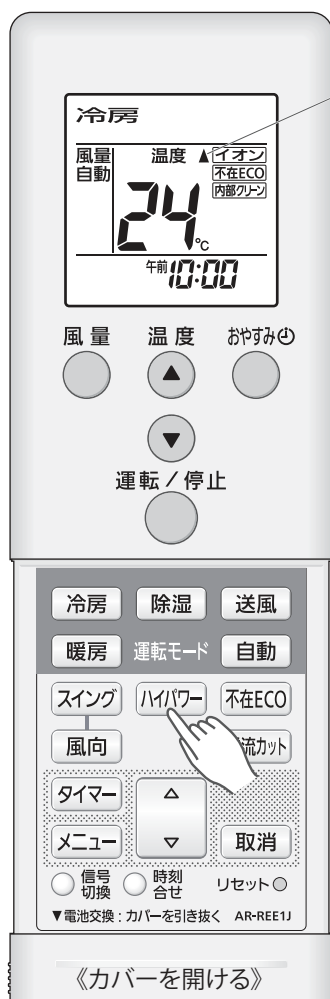 冷房
風量 温度 ▲ イオン
自動 不在ECO
内部クリーン
24℃
午前10:00
風量 温度 おやすみ
▲
▼
運転／停止
冷房 除湿 送風
暖房 運転モード 自動
スイング ハイパワー 不在ECO
風向 流カット
タイマー △
メニュー ▽ 取消
信号切換 時刻合せ リセット
▼電池交換：カバーを引き抜く AR-REE1J
《カバーを開ける》